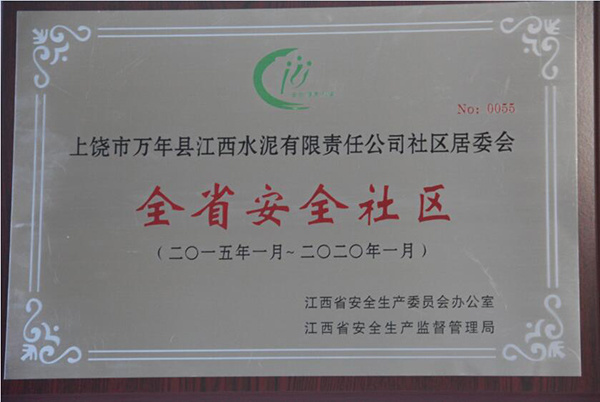 No: 0055
上饶市万年县江西水泥有限责任公司社区居委会
全省安全社区
(二〇一五年一月~二〇二〇年一月)
江西省安全生产委员会办公室
江西省安全生产监督管理局